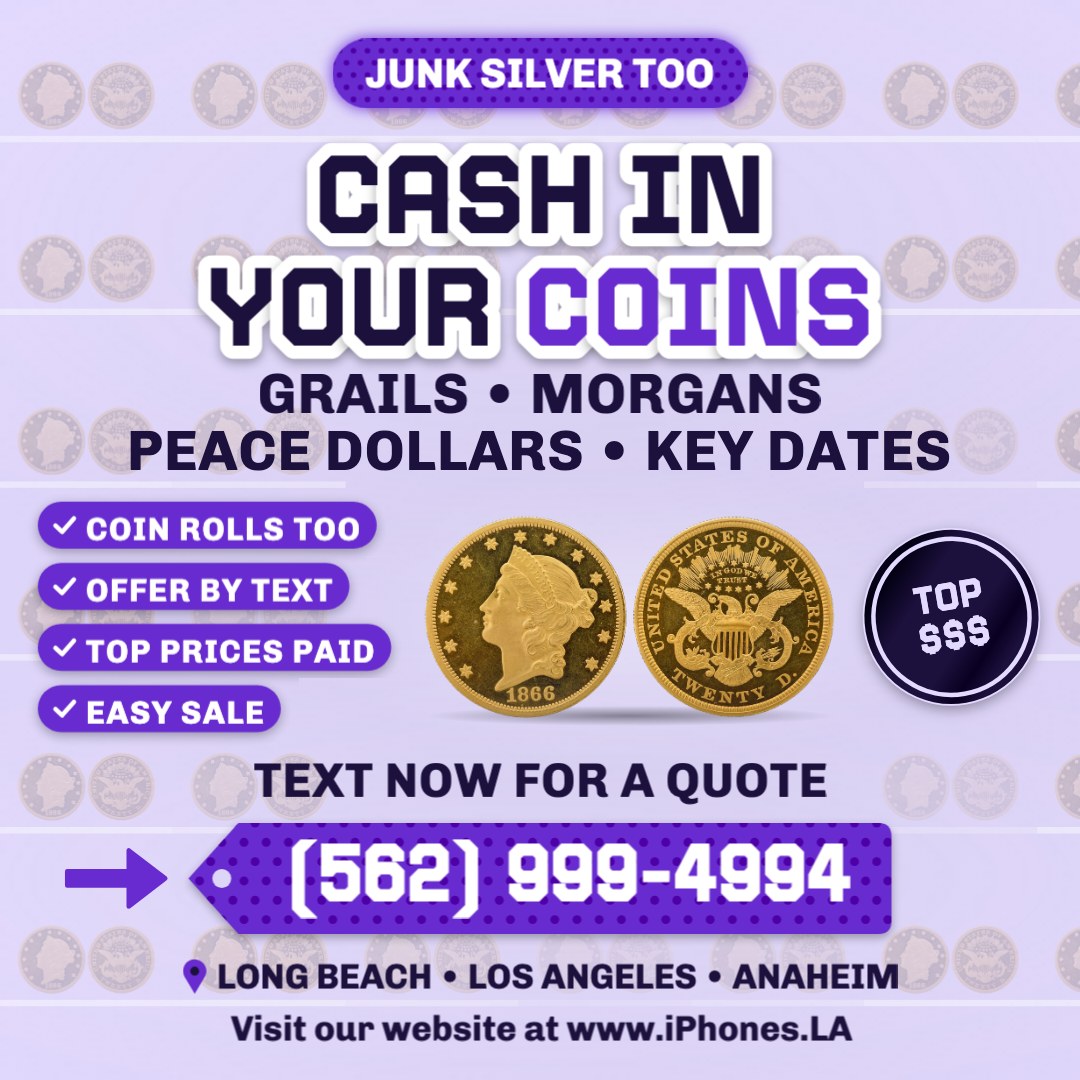 JUNK SILVER TOO
CASH IN
YOUR COINS
GRAILS • MORGANS
PEACE DOLLARS • KEY DATES
COIN ROLLS TOO
OFFER BY TEXT
TOP PRICES PAID
EASY SALE
1866
UNITED STATES OF AMERICA
IN GOD WE
TRUST
TWENTY D.
TOP
$$$
TEXT NOW FOR A QUOTE
(562) 999-4994
LONG BEACH • LOS ANGELES • ANAHEIM
Visit our website at www.iPhones.LA